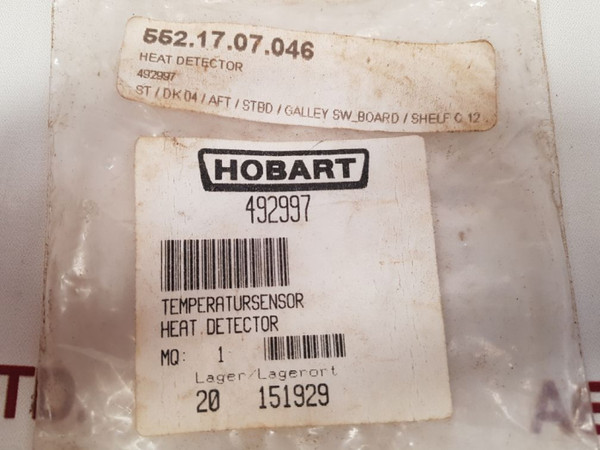 552.17.07.046
HEAT DETECTOR
492997
ST / DK 04 / AFT / STBD / GALLEY SW_BOARD / SHELF C 12
HOBART
492997
TEMPERATURSENSOR
HEAT DETECTOR
MQ: 1
Lager/Lagerort
20 151929